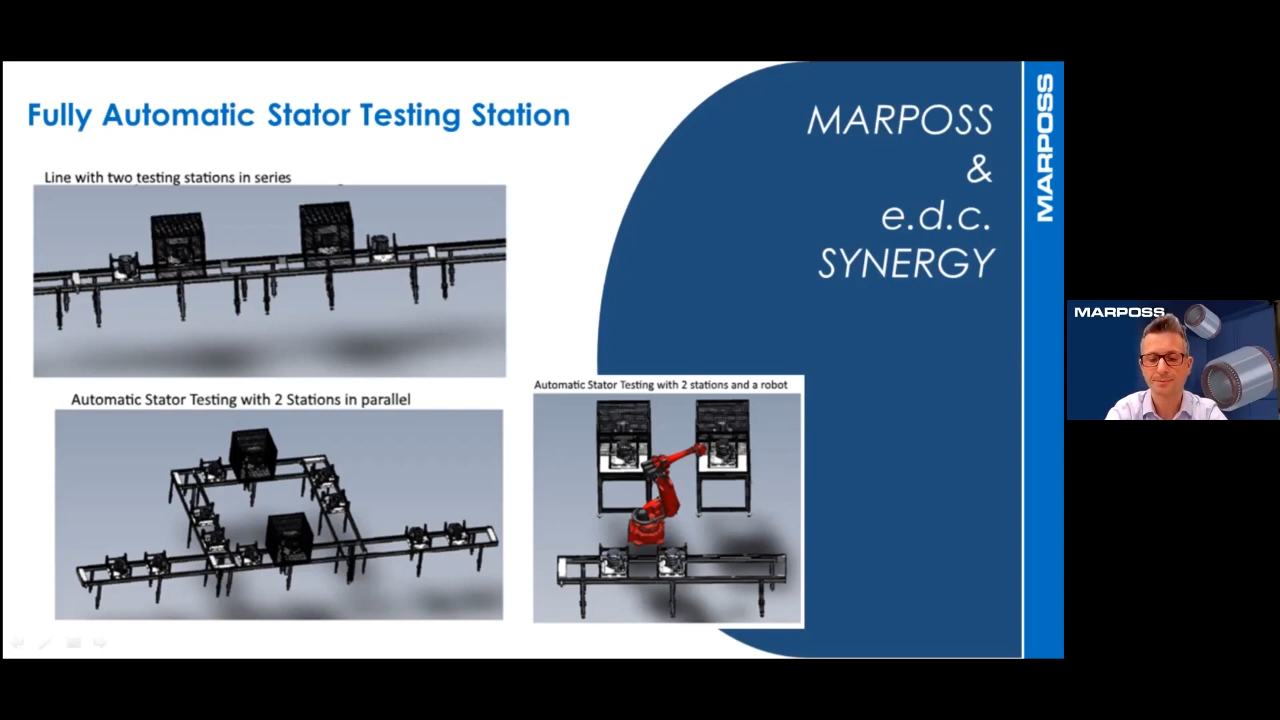 Fully Automatic Stator Testing Station
Line with two testing stations in series
Automatic Stator Testing with 2 Stations in parallel
Automatic Stator Testing with 2 stations and a robot
MARPOSS
&
e.d.c.
SYNERGY
MARPOSS
MARPOSS